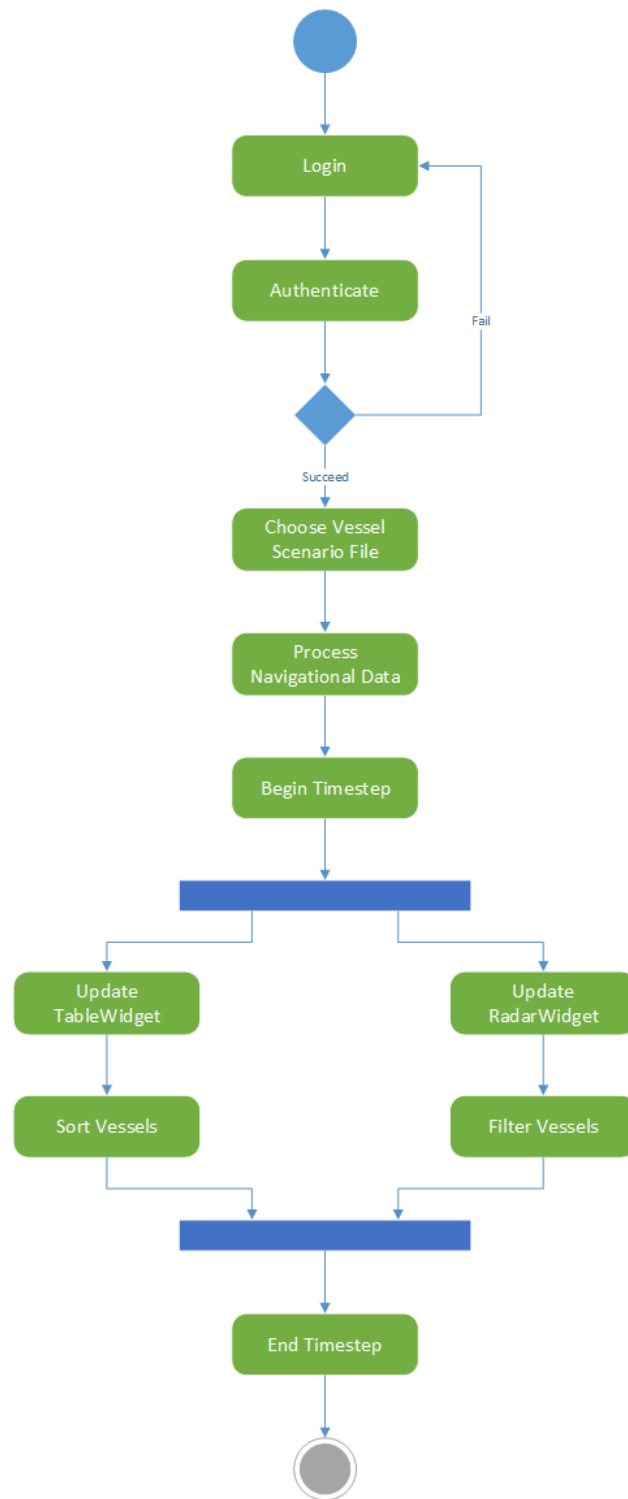 Login
Authenticate
Fail
Succeed
Choose Vessel
Scenario File
Process
Navigational Data
Begin Timestep
Update
TableWidget
Update
RadarWidget
Sort Vessels
Filter Vessels
End Timestep